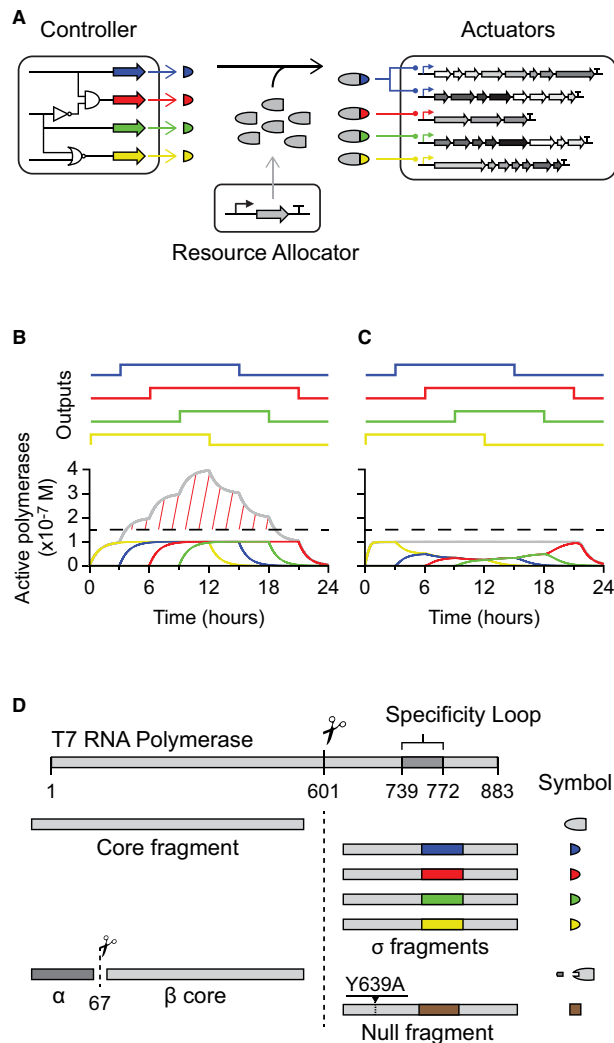 A
Controller
Actuators
Resource Allocator
B
C
Outputs
Active polymerases
(x10-7 M)
4
3
2
1
0
0 6 12 18 24
Time (hours)
0 6 12 18 24
Time (hours)
D
T7 RNA Polymerase
Specificity Loop
1
601
739
772
883
Symbol
Core fragment
σ fragments
α
67
β core
Y639A
Null fragment